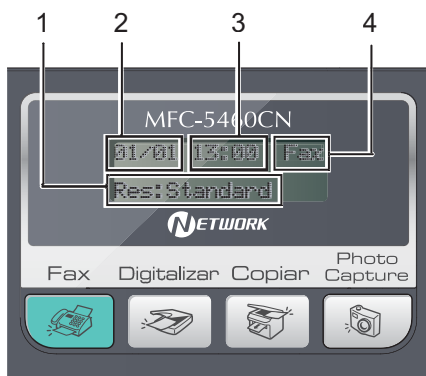 1 2 3 4
MFC-5460CN
01/01 13:00 Fax
Res:Standard
NETWORK
Fax Digitalizar Copiar Photo Capture